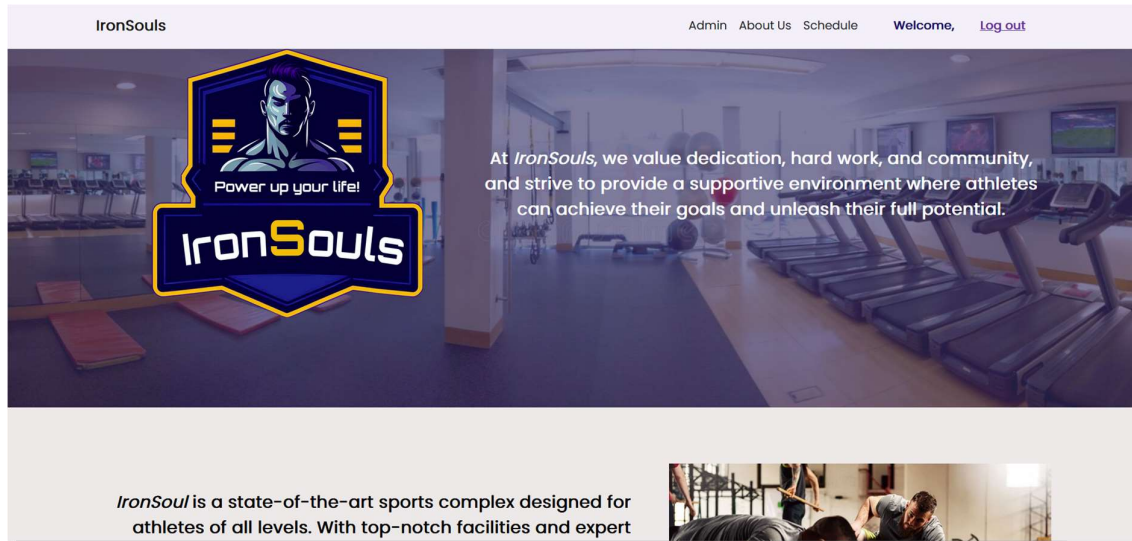 IronSouls
Admin About Us Schedule Welcome, Log out
Power up your life!
IronSouls
At IronSouls, we value dedication, hard work, and community,
and strive to provide a supportive environment where athletes
can achieve their goals and unleash their full potential.
IronSoul is a state-of-the-art sports complex designed for
athletes of all levels. With top-notch facilities and expert